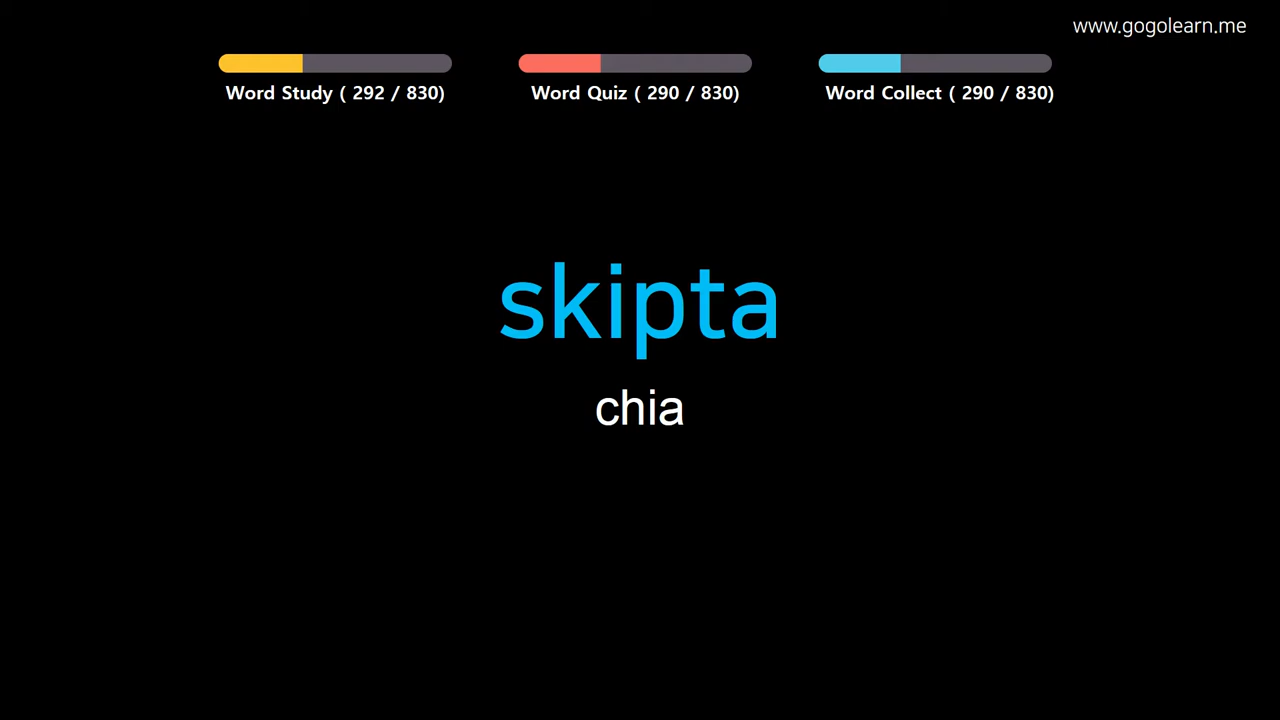 www.gogolearn.me
Word Study ( 292 / 830)
Word Quiz ( 290 / 830)
Word Collect ( 290 / 830)
skipta
chia